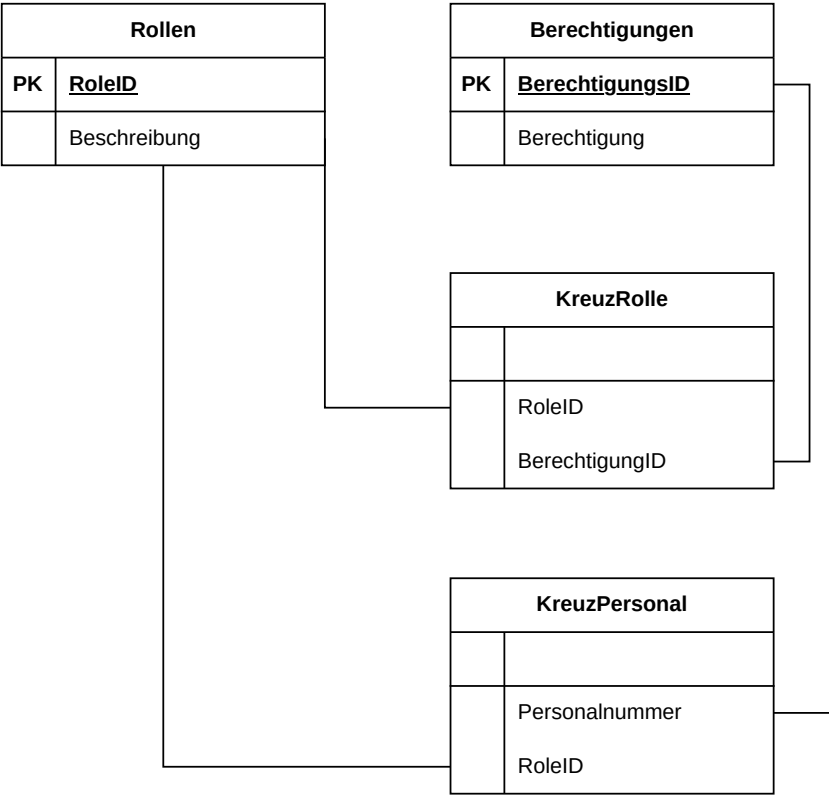 Rollen
PK RoleID
Beschreibung
Berechtigungen
PK BerechtigungsID
Berechtigung
KreuzRolle
RoleID
BerechtigungID
KreuzPersonal
Personalnummer
RoleID